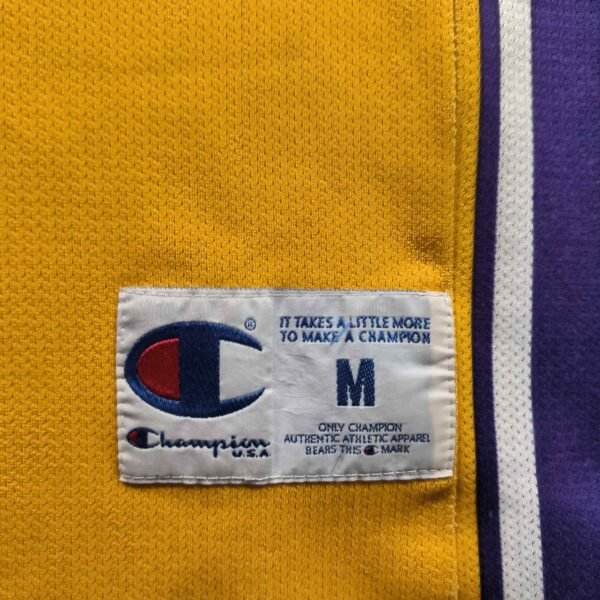 ®
IT TAKES A LITTLE MORE
TO MAKE A CHAMPION
M
Champion
U.S.A
ONLY CHAMPION
AUTHENTIC ATHLETIC APPAREL
BEARS THIS C MARK